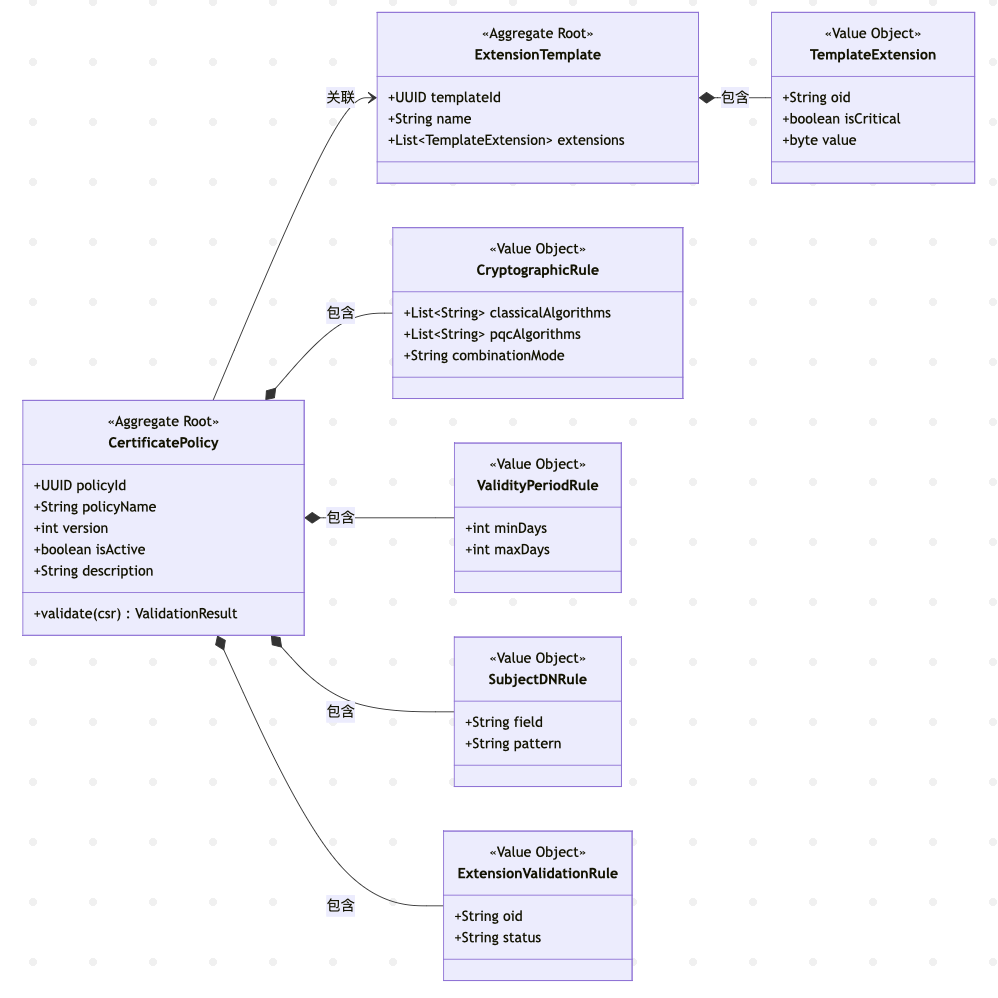 «Aggregate Root»
ExtensionTemplate
+UUID templateId
+String name
+List<TemplateExtension> extensions
包含
«Value Object»
TemplateExtension
+String oid
+boolean isCritical
+byte value
关联
«Value Object»
CryptographicRule
+List<String> classicalAlgorithms
+List<String> pqcAlgorithms
+String combinationMode
包含
«Aggregate Root»
CertificatePolicy
+UUID policyId
+String policyName
+int version
+boolean isActive
+String description
+validate(csr) : ValidationResult
包含
«Value Object»
ValidityPeriodRule
+int minDays
+int maxDays
包含
«Value Object»
SubjectDNRule
+String field
+String pattern
包含
«Value Object»
ExtensionValidationRule
+String oid
+String status